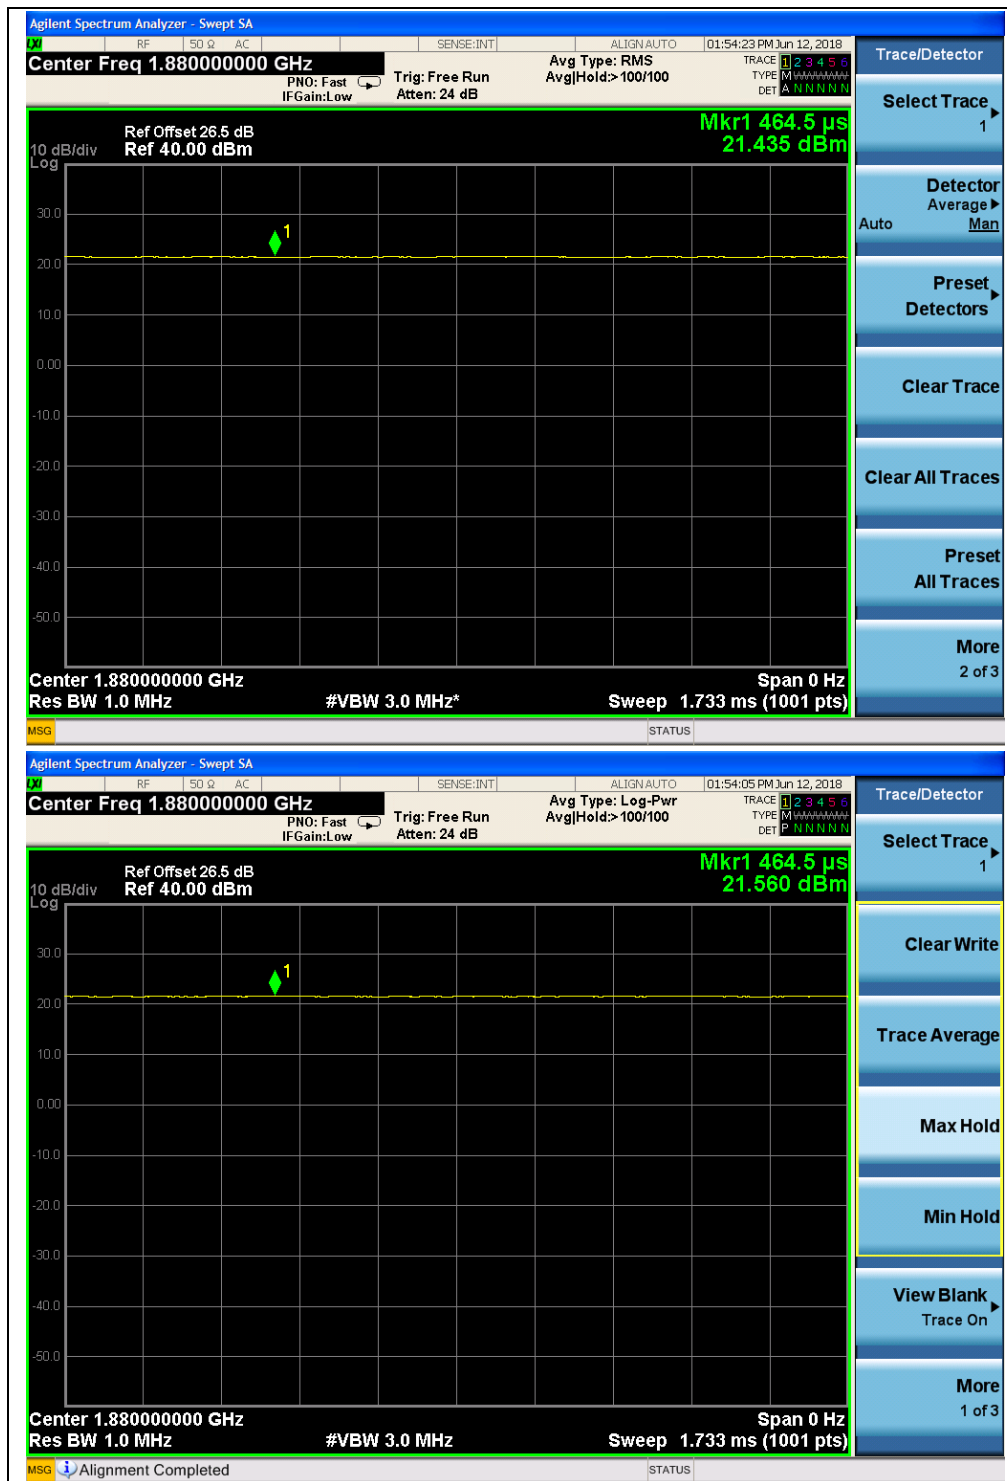 Agilent Spectrum Analyzer - Swept SA
LXI RF 50 Ω AC SENSE:INT ALIGN AUTO 01:54:23 PM Jun 12, 2018
Center Freq 1.880000000 GHz
PNO: Fast
IFGain:Low
Trig: Free Run
Atten: 24 dB
Avg Type: RMS
Avg|Hold:>100/100
TRACE 1 2 3 4 5 6
TYPE M WWWWW
DET A N N N N N
Mkr1 464.5 µs
21.435 dBm
Ref Offset 26.5 dB
10 dB/div Ref 40.00 dBm
Log
30.0
1
20.0
10.0
0.00
-10.0
-20.0
-30.0
-40.0
-50.0
Center 1.880000000 GHz Span 0 Hz
Res BW 1.0 MHz #VBW 3.0 MHz* Sweep 1.733 ms (1001 pts)
MSG STATUS
Trace/Detector
Select Trace
1
Detector
Average
Auto Man
Preset
Detectors
Clear Trace
Clear All Traces
Preset
All Traces
More
2 of 3
Agilent Spectrum Analyzer - Swept SA
LXI RF 50 Ω AC SENSE:INT ALIGN AUTO 01:54:05 PM Jun 12, 2018
Center Freq 1.880000000 GHz
PNO: Fast
IFGain:Low
Trig: Free Run
Atten: 24 dB
Avg Type: Log-Pwr
Avg|Hold:>100/100
TRACE 1 2 3 4 5 6
TYPE M WWWWW
DET P N N N N N
Mkr1 464.5 µs
21.560 dBm
Ref Offset 26.5 dB
10 dB/div Ref 40.00 dBm
Log
30.0
1
20.0
10.0
0.00
-10.0
-20.0
-30.0
-40.0
-50.0
Center 1.880000000 GHz Span 0 Hz
Res BW 1.0 MHz #VBW 3.0 MHz Sweep 1.733 ms (1001 pts)
MSG Alignment Completed STATUS
Trace/Detector
Select Trace
1
Clear Write
Trace Average
Max Hold
Min Hold
View Blank
Trace On
More
1 of 3